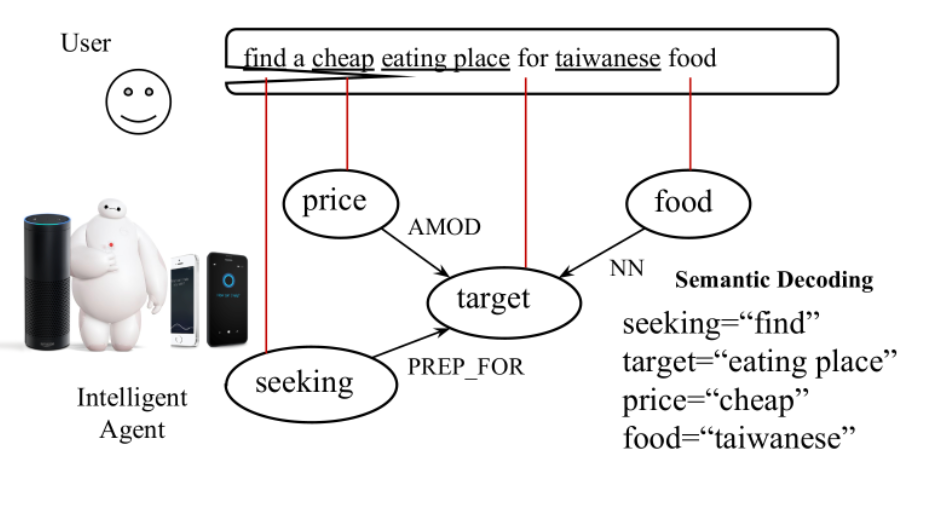 User
find a cheap eating place for taiwanese food
price
food
AMOD
NN
target
Semantic Decoding
seeking=“find”
target=“eating place”
price=“cheap”
food=“taiwanese”
PREP_FOR
seeking
Intelligent
Agent